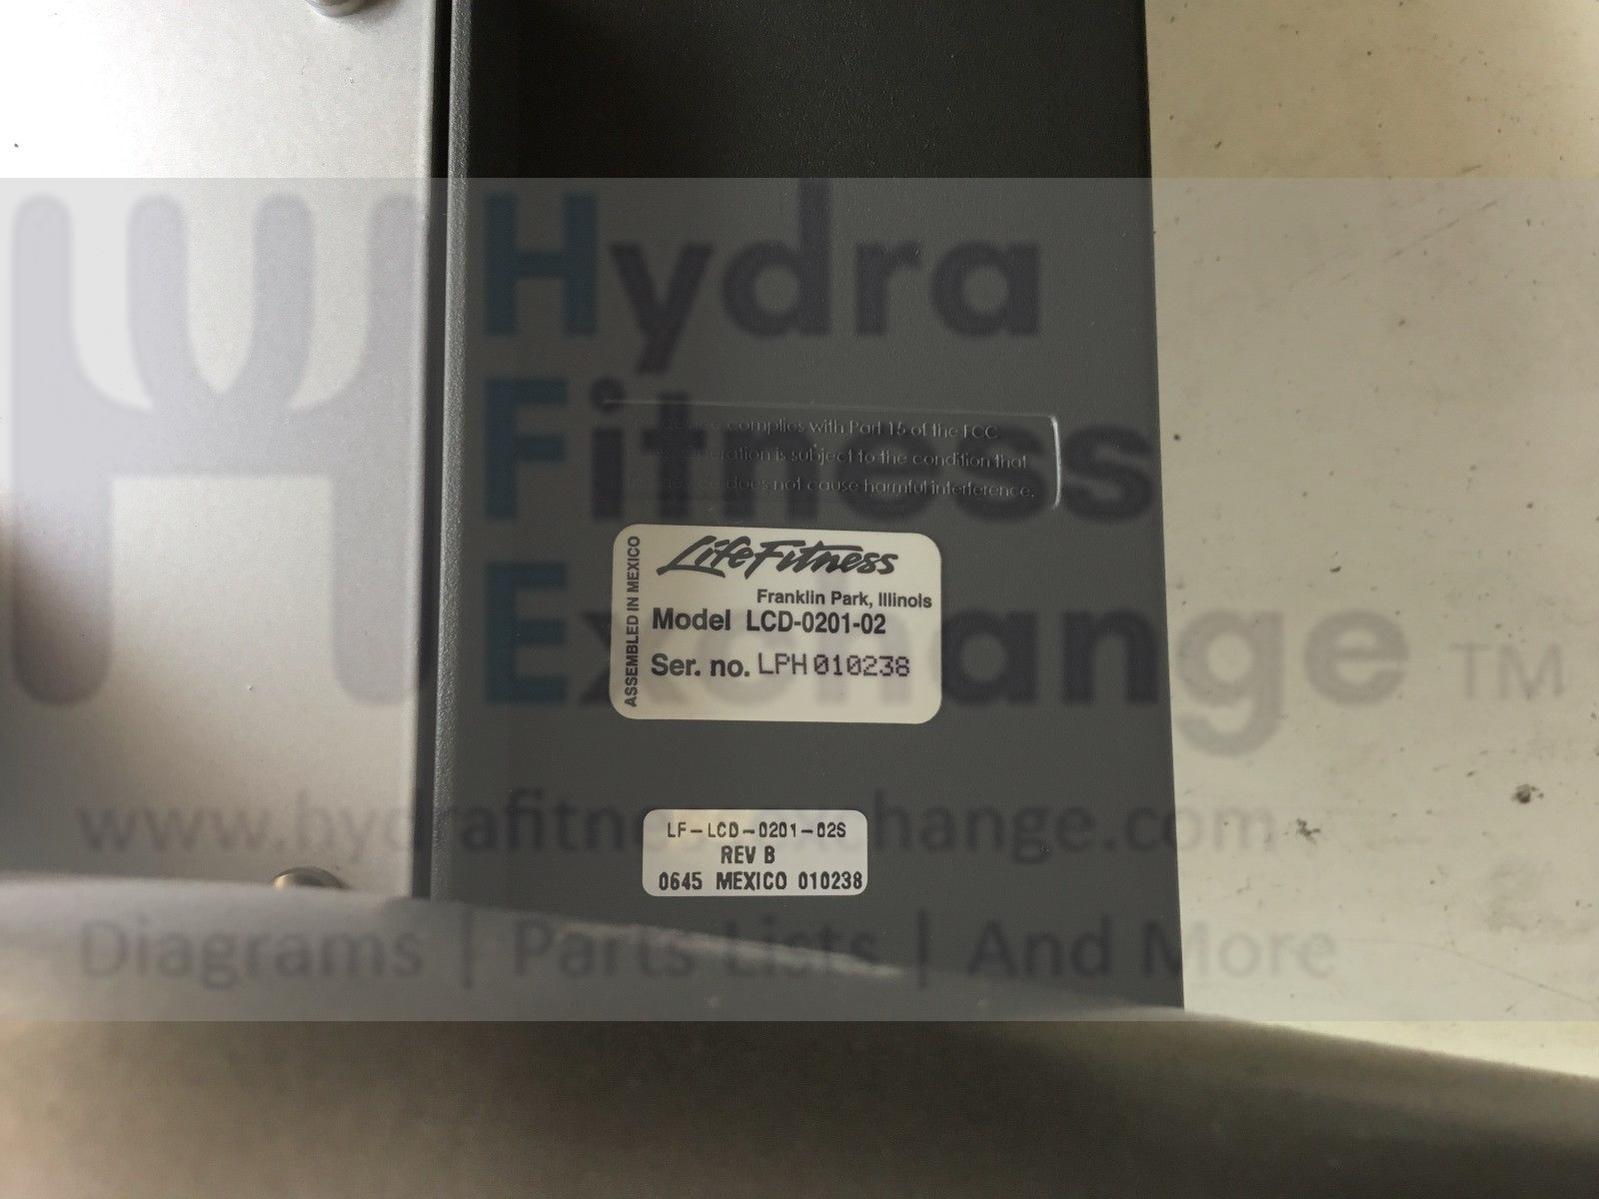 Hydra
Fitness
Exchange TM
www.hydrafitnessexchange.com
Diagrams | Parts Lists | And More
complies with Part 15 of the FCC
is subject to the condition that
does not cause harmful interference.
ASSEMBLED IN MEXICO
LifeFitness
Franklin Park, Illinois
Model LCD-0201-02
Ser. no. LPH010238
LF-LCD-0201-02S
REV B
0645 MEXICO 010238